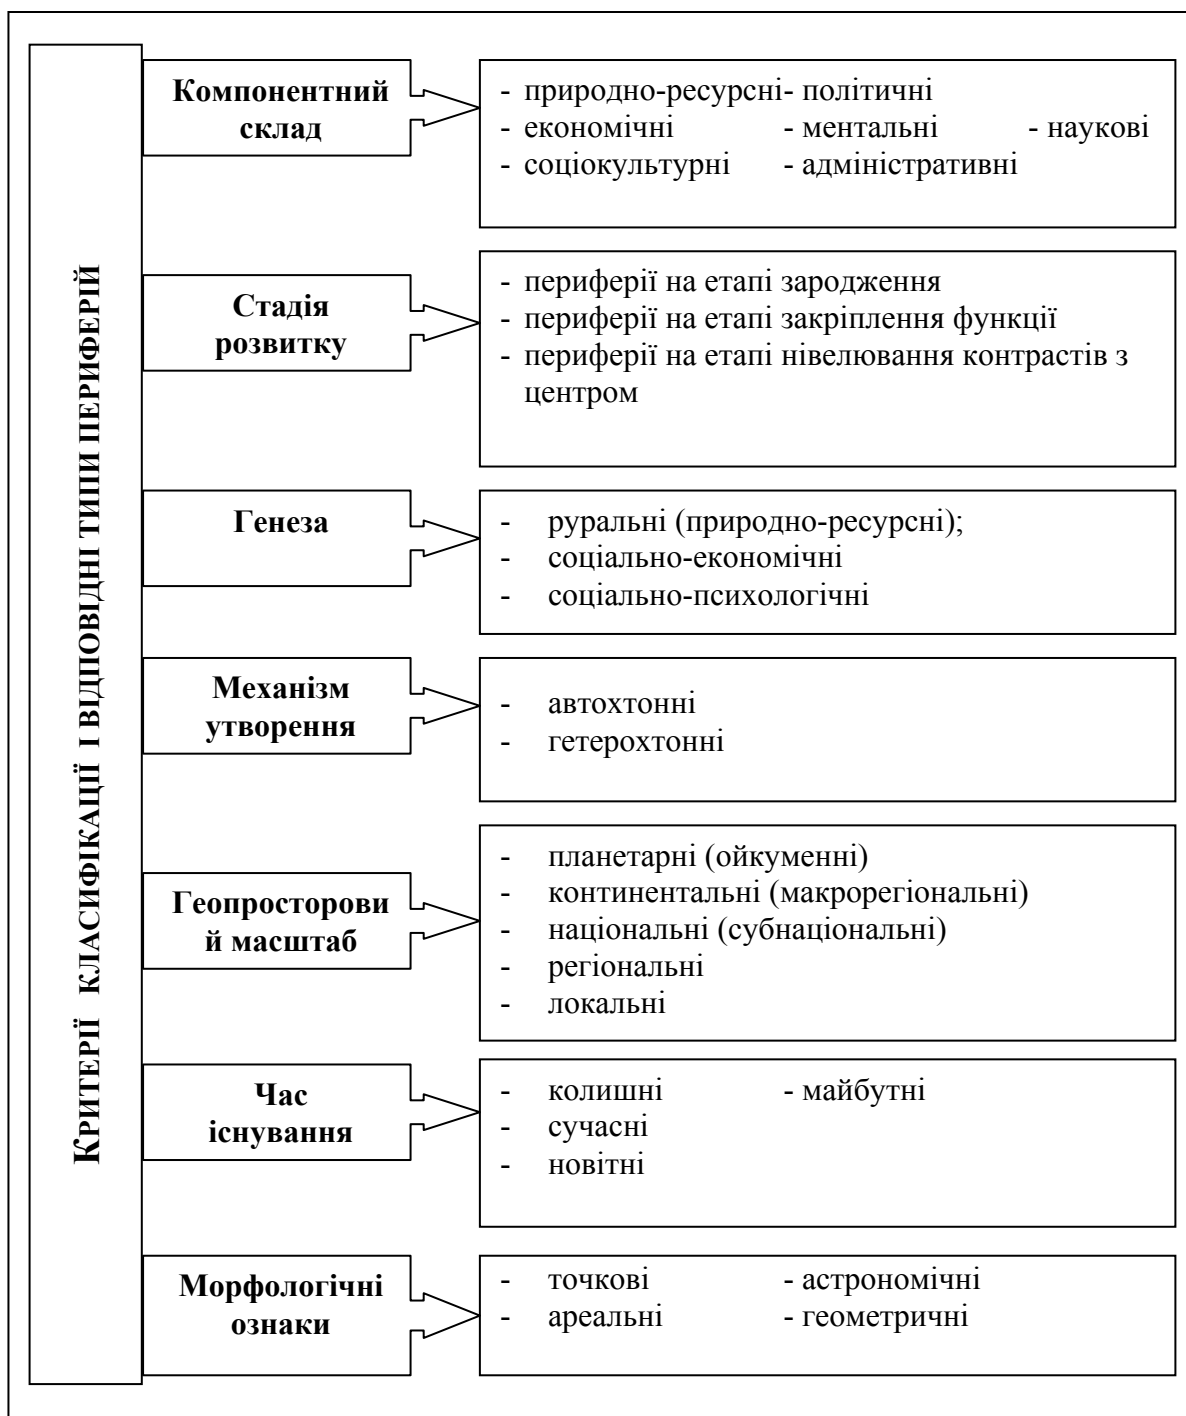 КРИТЕРІЇ КЛАСИФІКАЦІЇ І ВІДПОВІДНІ ТИПИ ПЕРИФЕРІЙ
Компонентний
склад
- природно-ресурсні- політичні
- економічні - ментальні - наукові
- соціокультурні - адміністративні
Стадія
розвитку
- периферії на етапі зародження
- периферії на етапі закріплення функції
- периферії на етапі нівелювання контрастів з
центром
Генеза
- руральні (природно-ресурсні);
- соціально-економічні
- соціально-психологічні
Механізм
утворення
- автохтонні
- гетерохтонні
Геопросторови
й масштаб
- планетарні (ойкуменні)
- континентальні (макрорегіональні)
- національні (субнаціональні)
- регіональні
- локальні
Час
існування
- колишні - майбутні
- сучасні
- новітні
Морфологічні
ознаки
- точкові - астрономічні
- ареальні - геометричні